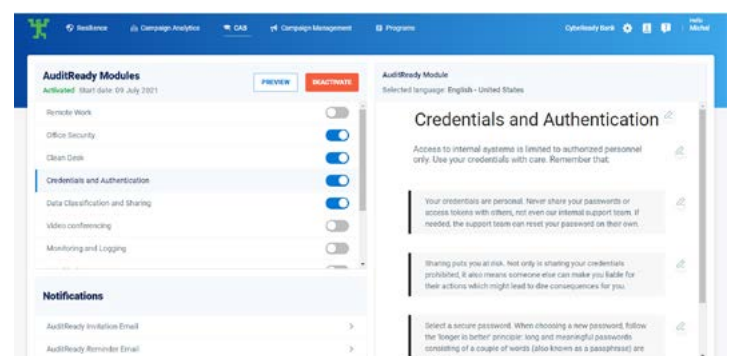 Resilience
Campaign Analytics
CAB
Campaign Management
Programs
CybeReady Bank
Hello
Michel
AuditReady Modules
Activated Start date: 09 July 2021
PREVIEW
DEACTIVATE
Remote Work
Office Security
Clean Desk
Credentials and Authentication
Data Classification and Sharing
Video conferencing
Monitoring and Logging
Notifications
AuditReady Invitation Email
AuditReady Reminder Email
AuditReady Module
Selected language: English - United States
Credentials and Authentication
Access to internal systems is limited to authorized personnel
only. Use your credentials with care. Remember that:
Your credentials are personal. Never share your passwords or
access tokens with others, not even our internal support team. If
needed, the support team can reset your password on their own.
Sharing puts you at risk. Not only is sharing your credentials
prohibited, it also means someone else can make you liable for
their actions which might lead to dire consequences for you.
Select a secure password. When choosing a new password, follow
the 'longer is better' principle: long and meaningful passwords
consisting of a couple of words (also known as a passphrase) are